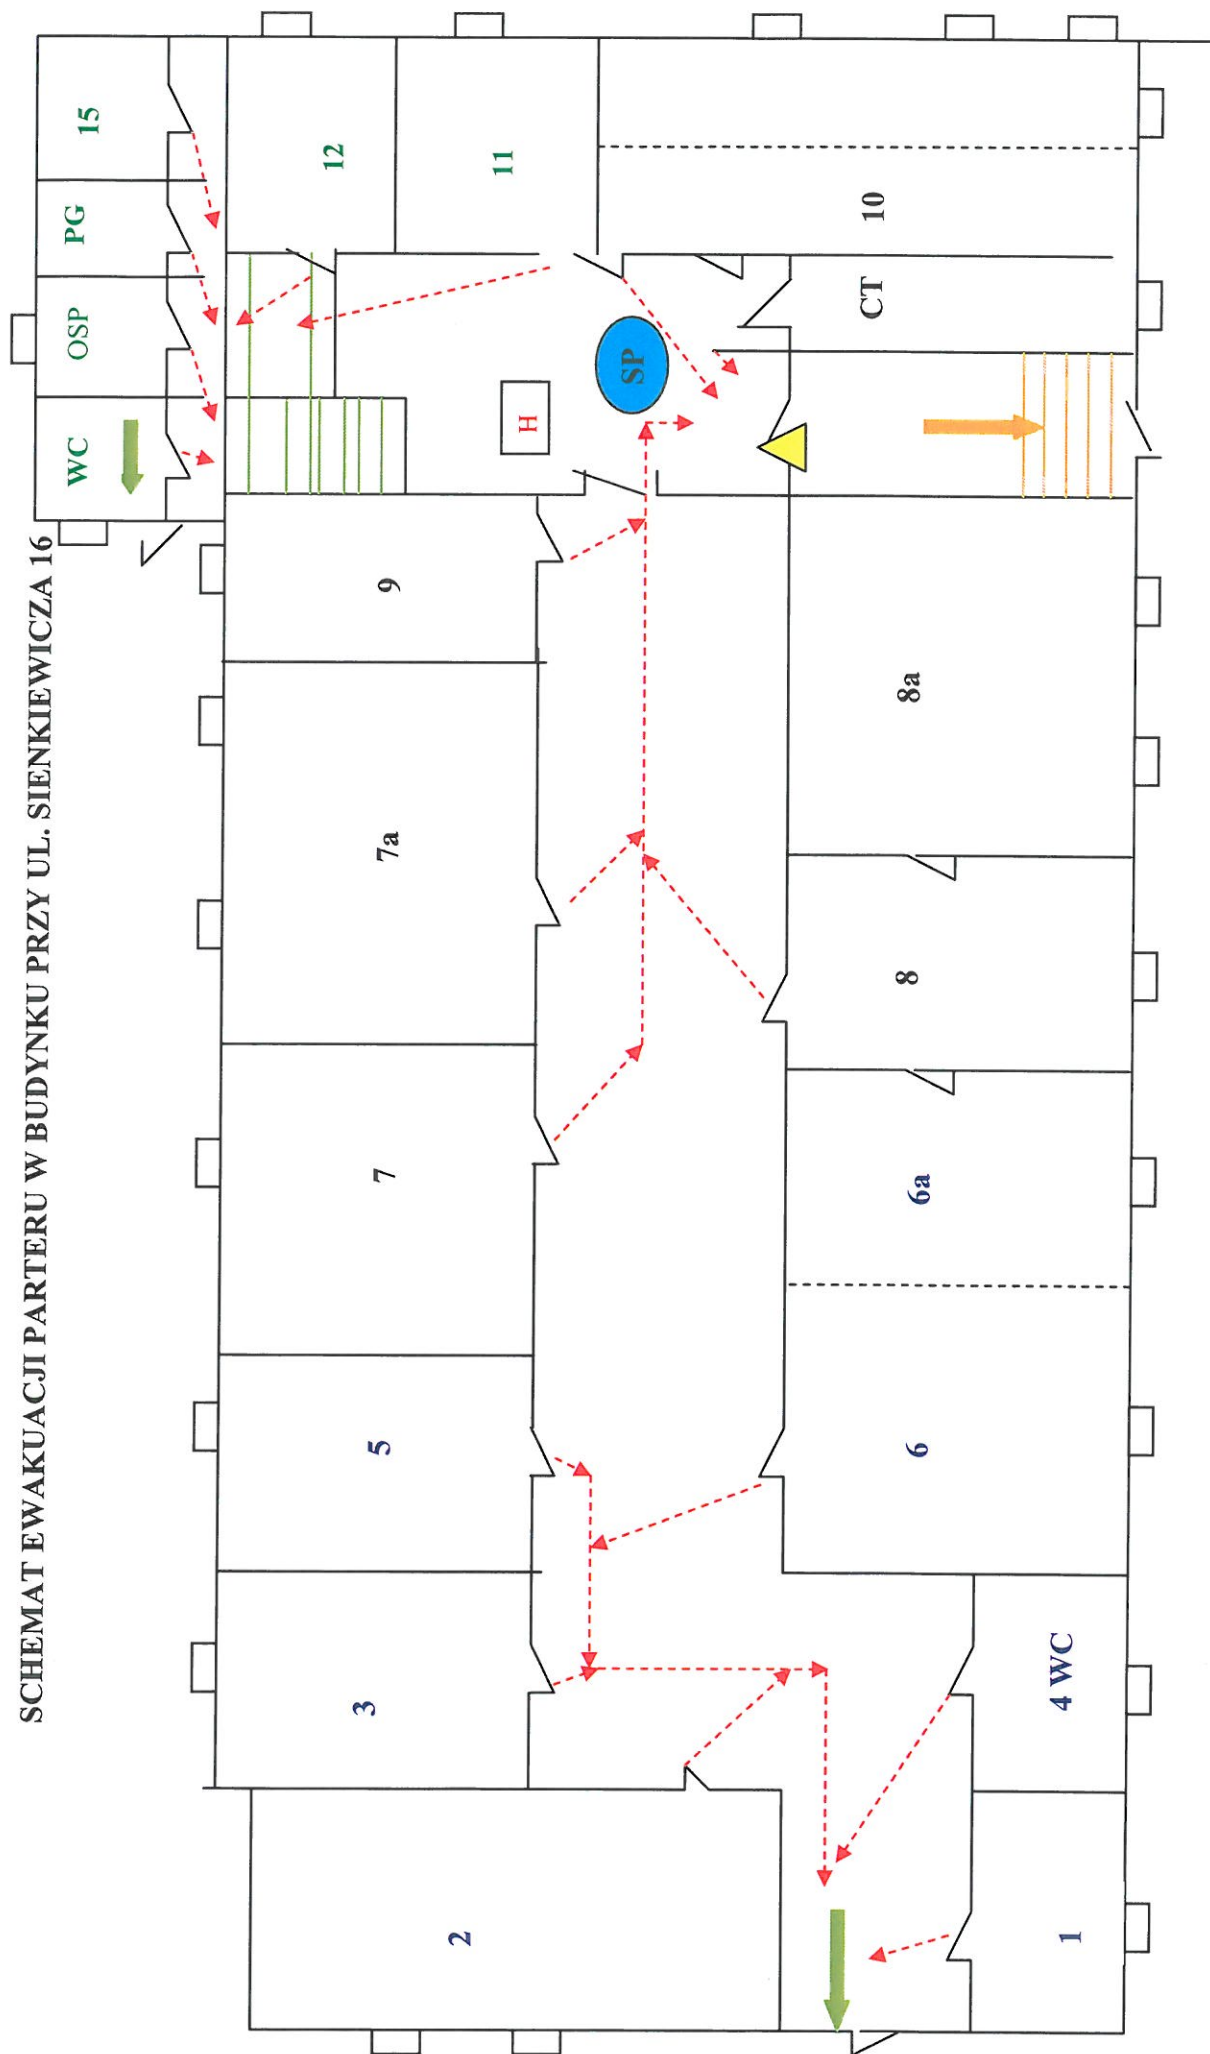 SCHEMAT EWAKUACJI PARTERU W BUDYNKU PRZY UL. SIENKIEWICZA 16
WC
OSP
PG
15
12
11
10
CT
SP
H
9
7a
7
5
3
2
8a
8
6a
6
4 WC
1